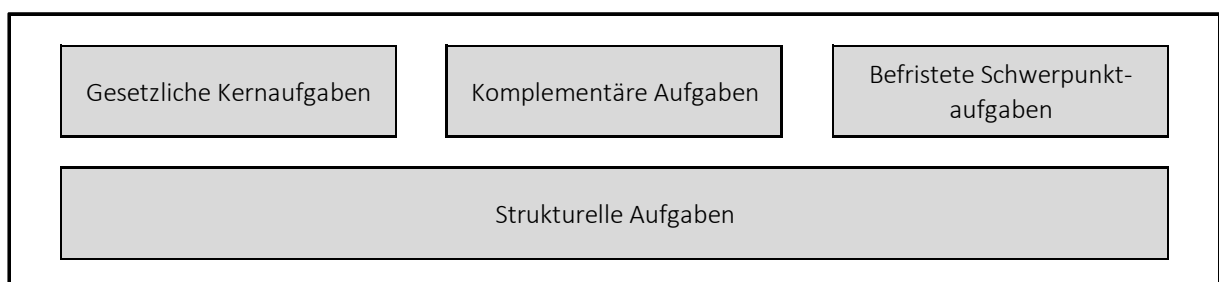 Gesetzliche Kernaufgaben
Komplementäre Aufgaben
Befristete Schwerpunkt-
aufgaben
Strukturelle Aufgaben